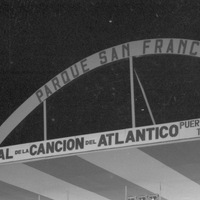 PARQUE SAN FRANC
AL DE LA CANCION DEL ATLANTICO PUER
T